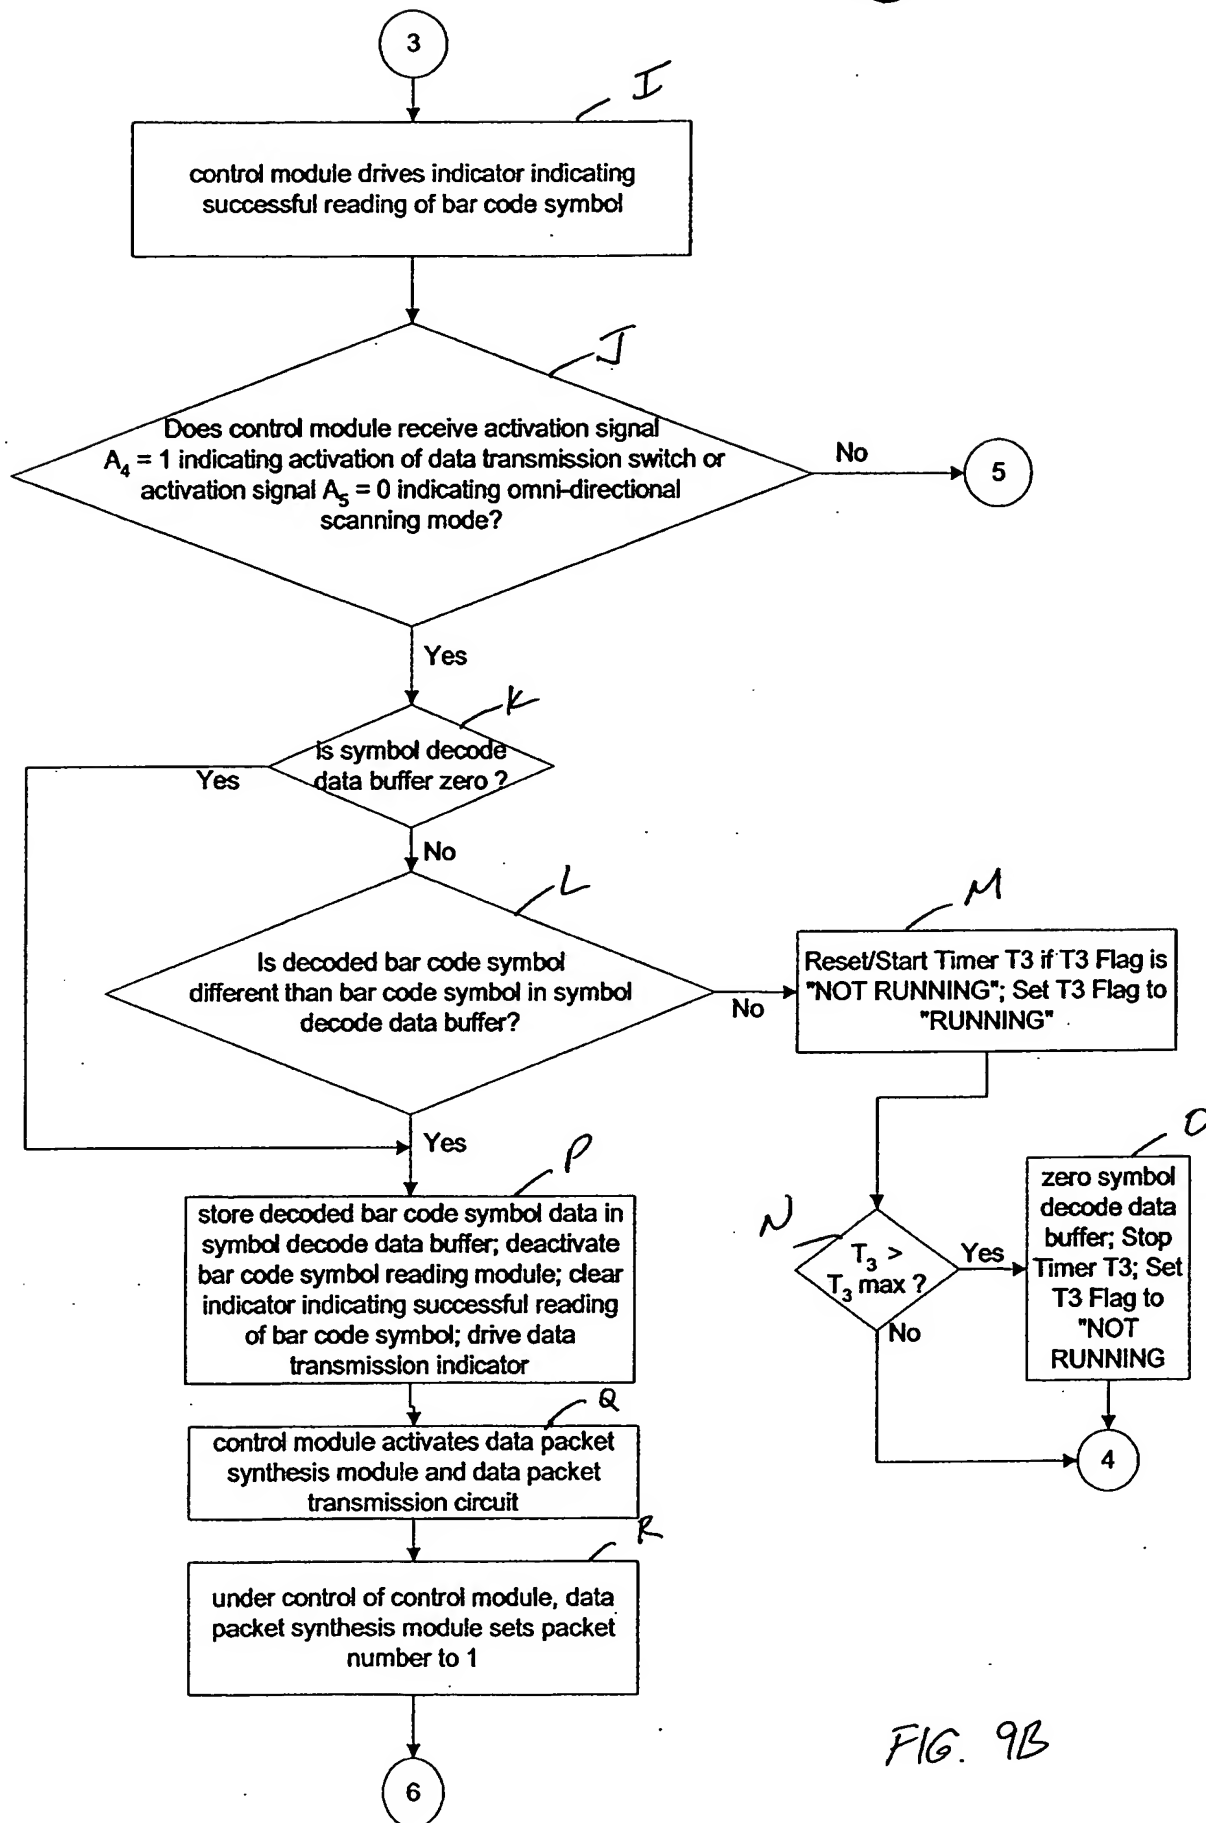 3
I
control module drives indicator indicating
successful reading of bar code symbol
J
Does control module receive activation signal
A4 = 1 indicating activation of data transmission switch or
activation signal A5 = 0 indicating omni-directional
scanning mode?
No
5
Yes
K
Is symbol decode
data buffer zero ?
Yes
No
L
Is decoded bar code symbol
different than bar code symbol in symbol
decode data buffer?
No
M
Reset/Start Timer T3 if T3 Flag is
"NOT RUNNING"; Set T3 Flag to
"RUNNING"
Yes
N
T3 >
T3 max ?
Yes
No
O
zero symbol
decode data
buffer; Stop
Timer T3; Set
T3 Flag to
"NOT
RUNNING
4
P
store decoded bar code symbol data in
symbol decode data buffer; deactivate
bar code symbol reading module; clear
indicator indicating successful reading
of bar code symbol; drive data
transmission indicator
Q
control module activates data packet
synthesis module and data packet
transmission circuit
R
under control of control module, data
packet synthesis module sets packet
number to 1
6
FIG. 9B